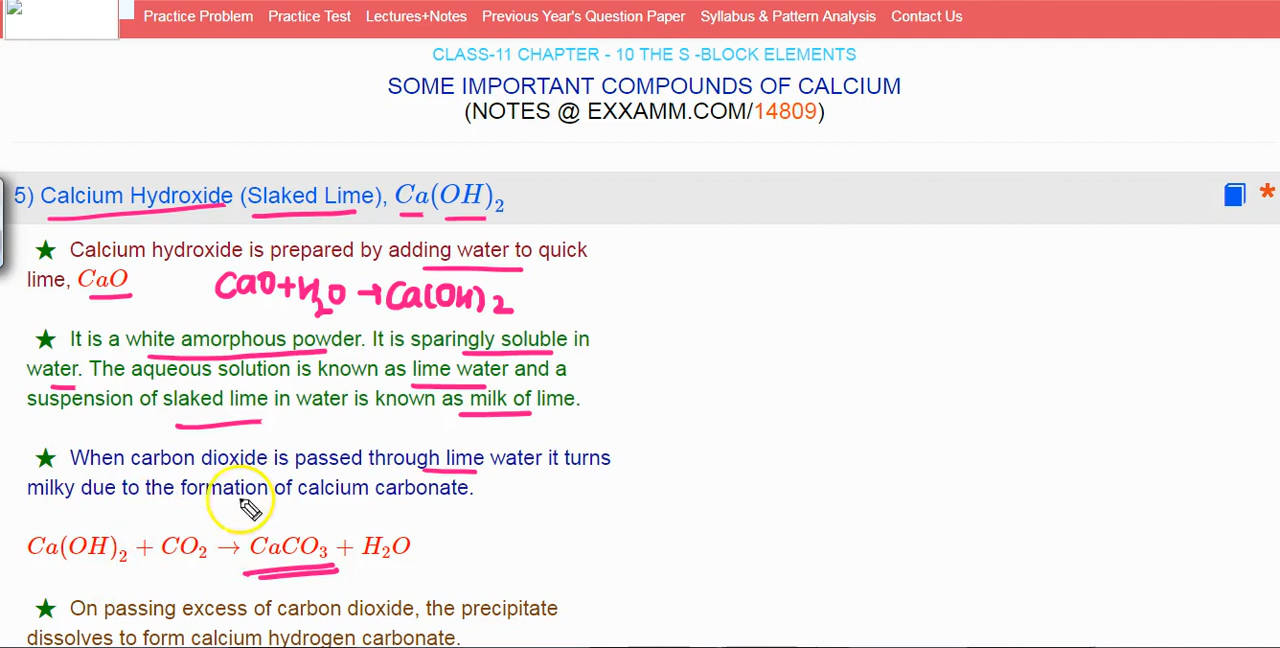 Practice Problem Practice Test Lectures+Notes Previous Year's Question Paper Syllabus & Pattern Analysis Contact Us
CLASS-11 CHAPTER - 10 THE S -BLOCK ELEMENTS
SOME IMPORTANT COMPOUNDS OF CALCIUM
(NOTES @ EXXAMM.COM/14809)
5) Calcium Hydroxide (Slaked Lime), Ca(OH)₂
★ Calcium hydroxide is prepared by adding water to quick
lime, CaO
CaO+H₂O → Ca(OH)₂
★ It is a white amorphous powder. It is sparingly soluble in
water. The aqueous solution is known as lime water and a
suspension of slaked lime in water is known as milk of lime.
★ When carbon dioxide is passed through lime water it turns
milky due to the formation of calcium carbonate.
Ca(OH)₂ + CO₂ → CaCO₃ + H₂O
★ On passing excess of carbon dioxide, the precipitate
dissolves to form calcium hydrogen carbonate.